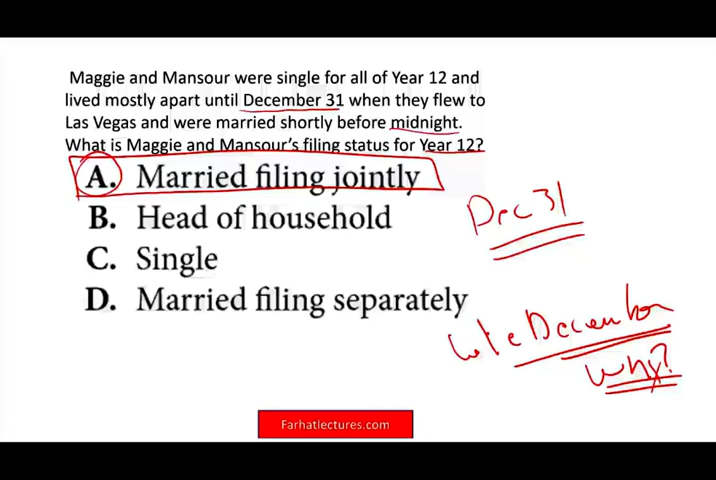 Maggie and Mansour were single for all of Year 12 and
lived mostly apart until December 31 when they flew to
Las Vegas and were married shortly before midnight.
What is Maggie and Mansour's filing status for Year 12?
A. Married filing jointly
B. Head of household
C. Single
D. Married filing separately
Dec 31
late December
why?
Farhatlectures.com